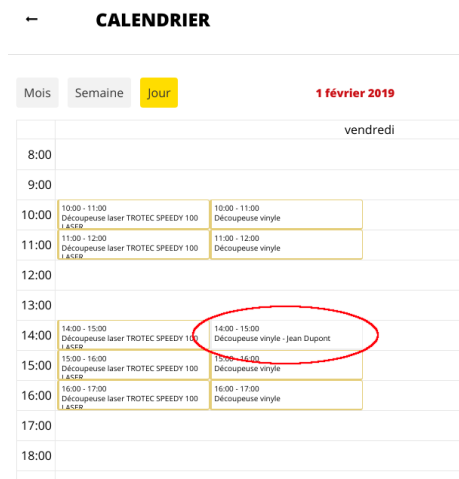 ← CALENDRIER
Mois Semaine Jour 1 février 2019
vendredi
8:00
9:00
10:00
10:00 - 11:00
Découpeuse laser TROTEC SPEEDY 100
LASER
10:00 - 11:00
Découpeuse vinyle
11:00
11:00 - 12:00
Découpeuse laser TROTEC SPEEDY 100
LASER
11:00 - 12:00
Découpeuse vinyle
12:00
13:00
14:00
14:00 - 15:00
Découpeuse laser TROTEC SPEEDY 100
LASER
14:00 - 15:00
Découpeuse vinyle - Jean Dupont
15:00
15:00 - 16:00
Découpeuse laser TROTEC SPEEDY 100
LASER
15:00 - 16:00
Découpeuse vinyle
16:00
16:00 - 17:00
Découpeuse laser TROTEC SPEEDY 100
LASER
16:00 - 17:00
Découpeuse vinyle
17:00
18:00